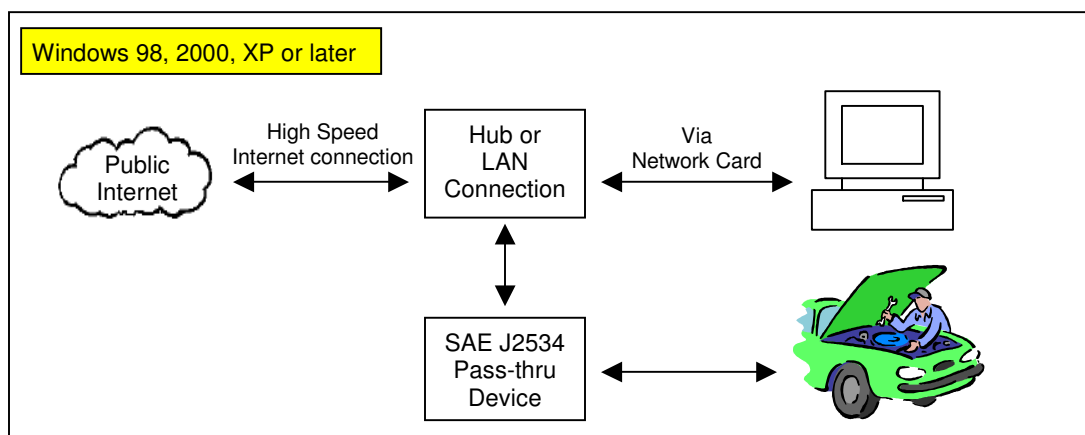 Windows 98, 2000, XP or later
Public
Internet
High Speed
Internet connection
Hub or
LAN
Connection
Via
Network Card
SAE J2534
Pass-thru
Device